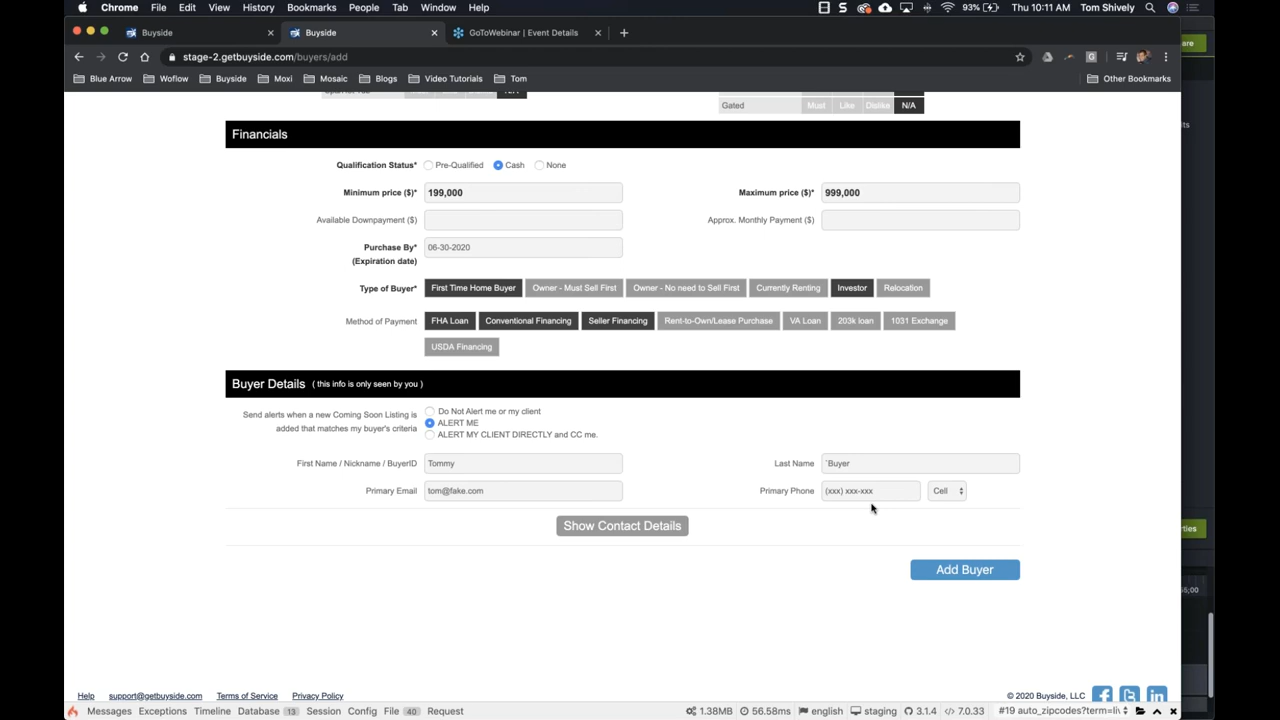 Chrome File Edit View History Bookmarks People Tab Window Help 93% Thu 10:11 AM Tom Shively
Buyside × Buyside × GoToWebinar | Event Details × +
stage-2.getbuyside.com/buyers/add
Blue Arrow Woflow Buyside Moxi Mosaic Blogs Video Tutorials Tom Other Bookmarks
Gated Must Like Dislike N/A
Financials
Qualification Status* Pre-Qualified Cash None
Minimum price ($)* 199,000 Maximum price ($)* 999,000
Available Downpayment ($) Approx. Monthly Payment ($)
Purchase By* 06-30-2020
(Expiration date)
Type of Buyer* First Time Home Buyer Owner - Must Sell First Owner - No need to Sell First Currently Renting Investor Relocation
Method of Payment FHA Loan Conventional Financing Seller Financing Rent-to-Own/Lease Purchase VA Loan 203k loan 1031 Exchange
USDA Financing
Buyer Details ( this info is only seen by you )
Send alerts when a new Coming Soon Listing is added that matches my buyer's criteria
Do Not Alert me or my client
ALERT ME
ALERT MY CLIENT DIRECTLY and CC me.
First Name / Nickname / BuyerID Tommy Last Name `Buyer
Primary Email tom@fake.com Primary Phone (xxx) xxx-xxx Cell
Show Contact Details
Add Buyer
Help support@getbuyside.com Terms of Service Privacy Policy © 2020 Buyside, LLC
Messages Exceptions Timeline Database 13 Session Config File 40 Request 1.38MB 56.58ms english staging 3.1.4 7.0.33 #19 auto_zipcodes?term=li